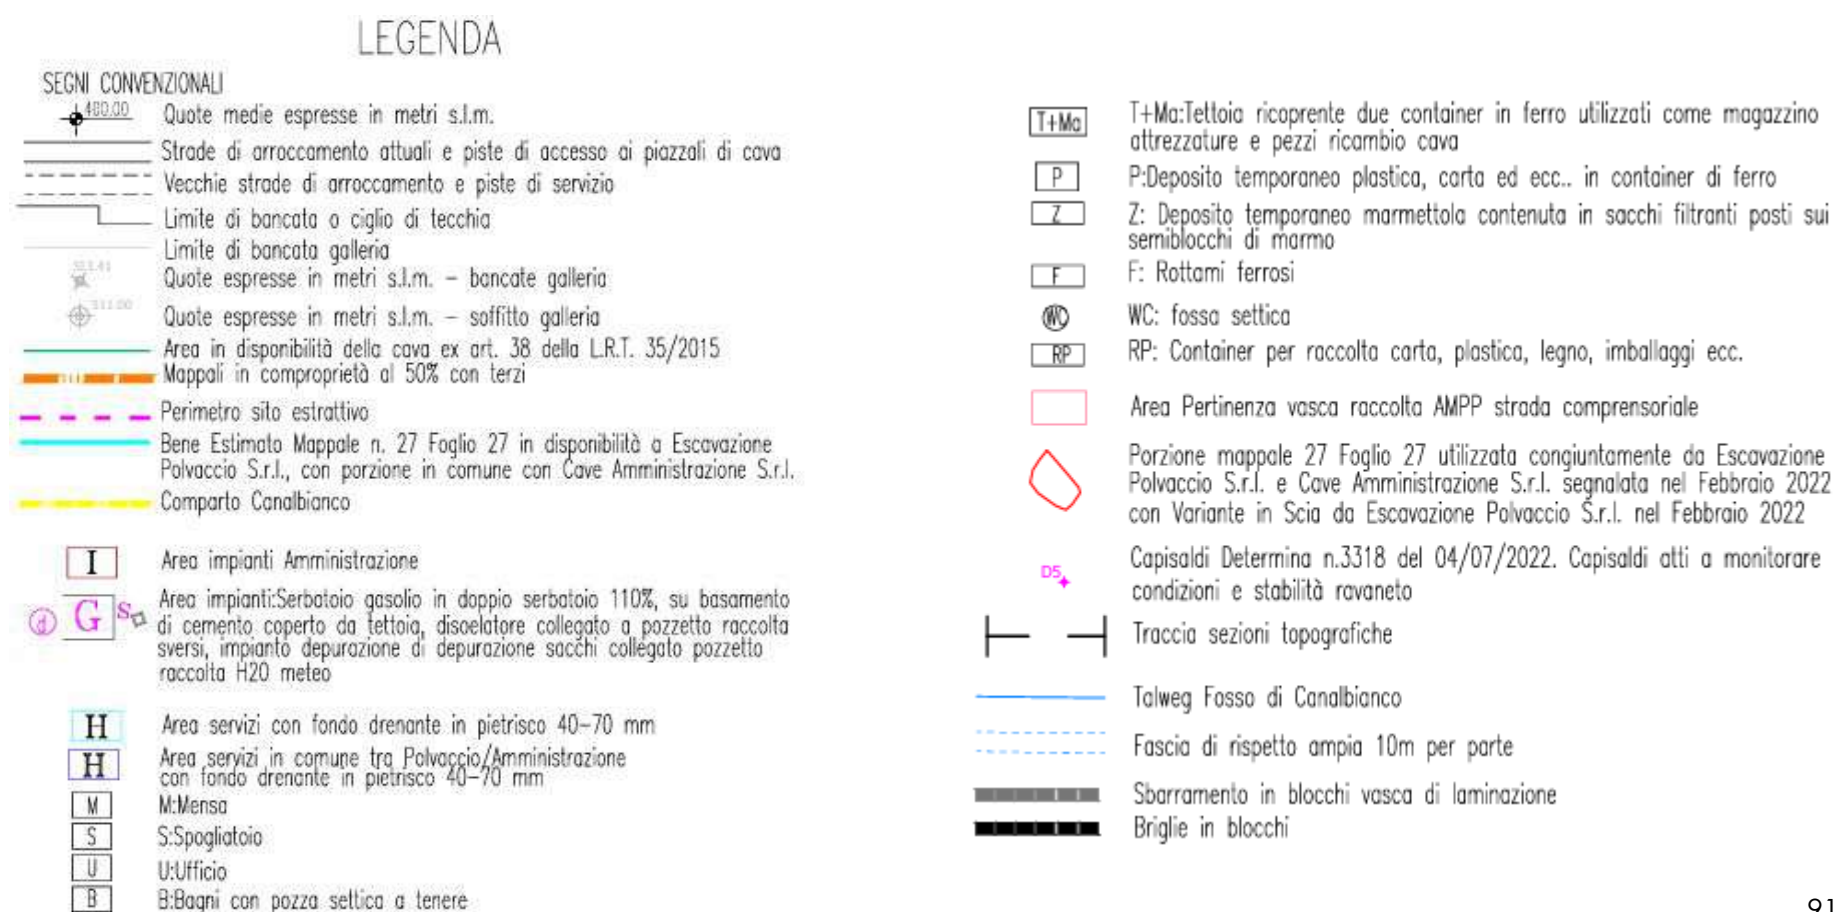 LEGENDA
SEGNI CONVENZIONALI
480.00 Quote medie espresse in metri s.l.m.
Strade di arroccamento attuali e piste di accesso ai piazzali di cava
Vecchie strade di arroccamento e piste di servizio
Limite di bancata o ciglio di tecchia
Limite di bancata galleria
Quote espresse in metri s.l.m. – bancate galleria
Quote espresse in metri s.l.m. – soffitto galleria
Area in disponibilità della cava ex art. 38 della L.R.T. 35/2015
Mappali in comproprietà al 50% con terzi
Perimetro sito estrattivo
Bene Estimato Mappale n. 27 Foglio 27 in disponibilità a Escavazione
Polvaccio S.r.l., con porzione in comune con Cave Amministrazione S.r.l.
Comparto Canalbianco
I Area impianti Amministrazione
d G S Area impianti:Serbatoio gasolio in doppio serbatoio 110%, su basamento
di cemento coperto da tettoia, disoelatore collegato a pozzetto raccolta
sversi, impianto depurazione di depurazione sacchi collegato pozzetto
raccolta H20 meteo
H Area servizi con fondo drenante in pietrisco 40–70 mm
H Area servizi in comune tra Polvaccio/Amministrazione
con fondo drenante in pietrisco 40–70 mm
M M:Mensa
S S:Spogliatoio
U U:Ufficio
B B:Bagni con pozza settica a tenere
T+Ma T+Ma:Tettoia ricoprente due container in ferro utilizzati come magazzino
attrezzature e pezzi ricambio cava
P P:Deposito temporaneo plastica, carta ed ecc.. in container di ferro
Z Z: Deposito temporaneo marmettola contenuta in sacchi filtranti posti sui
semiblocchi di marmo
F F: Rottami ferrosi
WC WC: fossa settica
RP RP: Container per raccolta carta, plastica, legno, imballaggi ecc.
Area Pertinenza vasca raccolta AMPP strada comprensoriale
Porzione mappale 27 Foglio 27 utilizzata congiuntamente da Escavazione
Polvaccio S.r.l. e Cave Amministrazione S.r.l. segnalata nel Febbraio 2022
con Variante in Scia da Escavazione Polvaccio S.r.l. nel Febbraio 2022
D5 Capisaldi Determina n.3318 del 04/07/2022. Capisaldi atti a monitorare
condizioni e stabilità ravaneto
Traccia sezioni topografiche
Talweg Fosso di Canalbianco
Fascia di rispetto ampia 10m per parte
Sbarramento in blocchi vasca di laminazione
Briglie in blocchi
91